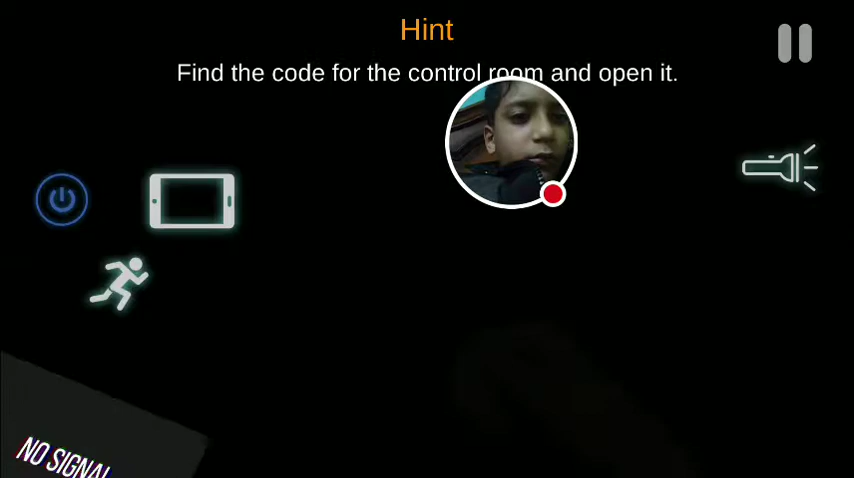 Hint
Find the code for the control room and open it.
NO SIGNAL